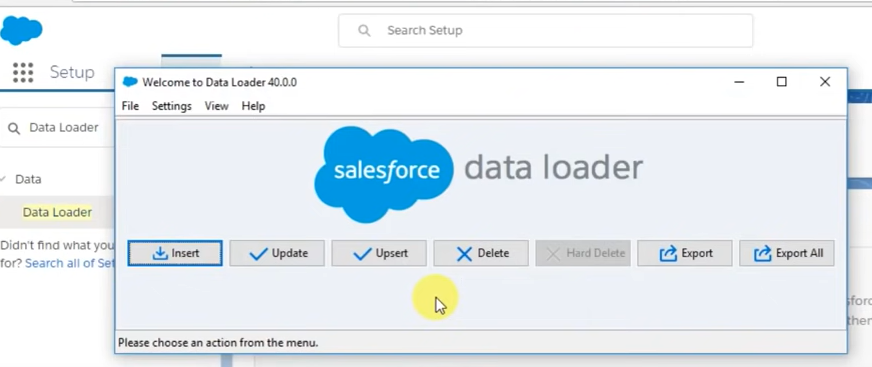 Search Setup
Setup
Welcome to Data Loader 40.0.0
File Settings View Help
Data Loader
salesforce data loader
Data
Data Loader
Insert Update Upsert Delete Hard Delete Export Export All
Didn't find what you
for? Search all of Set
Please choose an action from the menu.